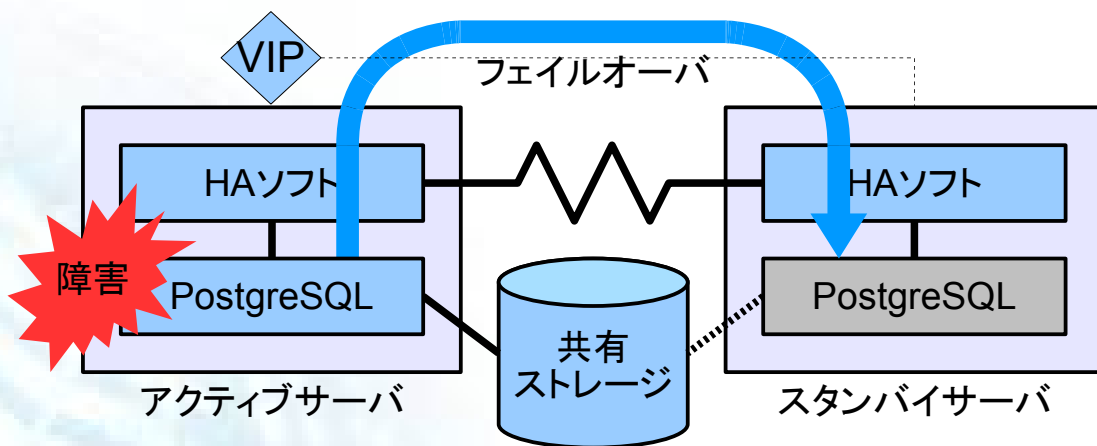 VIP
フェイルオーバ
HAソフト
HAソフト
障害
PostgreSQL
PostgreSQL
共有
ストレージ
アクティブサーバ
スタンバイサーバ